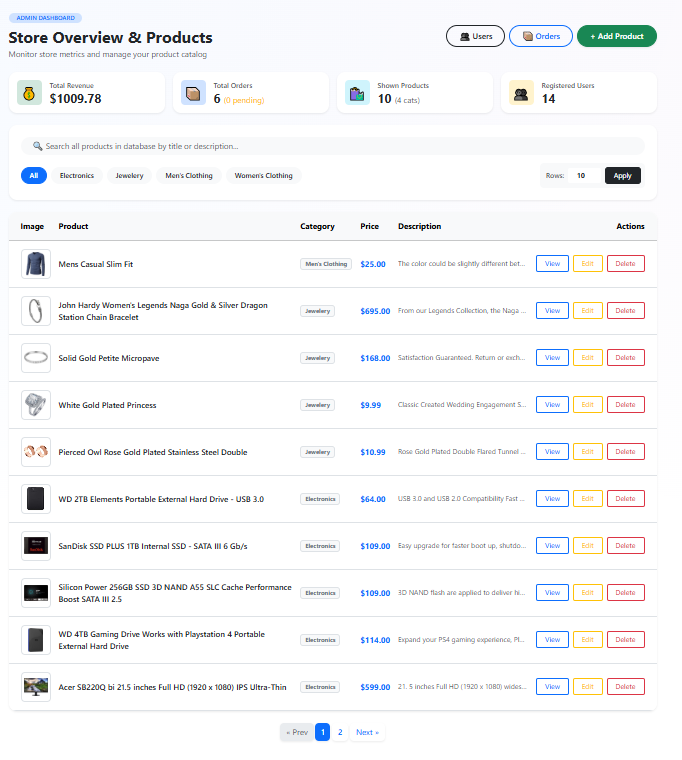 ADMIN DASHBOARD
Store Overview & Products
Monitor store metrics and manage your product catalog
Users
Orders
+ Add Product
Total Revenue
$1009.78
Total Orders
6 (0 pending)
Shown Products
10 (4 cats)
Registered Users
14
Search all products in database by title or description...
All
Electronics
Jewelery
Men's Clothing
Women's Clothing
Rows: 10
Apply
Image Product Category Price Description Actions
Mens Casual Slim Fit Men's Clothing $25.00 The color could be slightly different bet... View Edit Delete
John Hardy Women's Legends Naga Gold & Silver Dragon
Station Chain Bracelet Jewelery $695.00 From our Legends Collection, the Naga ... View Edit Delete
Solid Gold Petite Micropave Jewelery $168.00 Satisfaction Guaranteed. Return or exch... View Edit Delete
White Gold Plated Princess Jewelery $9.99 Classic Created Wedding Engagement S... View Edit Delete
Pierced Owl Rose Gold Plated Stainless Steel Double Jewelery $10.99 Rose Gold Plated Double Flared Tunnel ... View Edit Delete
WD 2TB Elements Portable External Hard Drive - USB 3.0 Electronics $64.00 USB 3.0 and USB 2.0 Compatibility Fast ... View Edit Delete
SanDisk SSD PLUS 1TB Internal SSD - SATA III 6 Gb/s Electronics $109.00 Easy upgrade for faster boot up, shutdo... View Edit Delete
Silicon Power 256GB SSD 3D NAND A55 SLC Cache Performance
Boost SATA III 2.5 Electronics $109.00 3D NAND flash are applied to deliver hi... View Edit Delete
WD 4TB Gaming Drive Works with Playstation 4 Portable
External Hard Drive Electronics $114.00 Expand your PS4 gaming experience, Pl... View Edit Delete
Acer SB220Q bi 21.5 inches Full HD (1920 x 1080) IPS Ultra-Thin Electronics $599.00 21. 5 inches Full HD (1920 x 1080) wides... View Edit Delete
« Prev 1 2 Next »